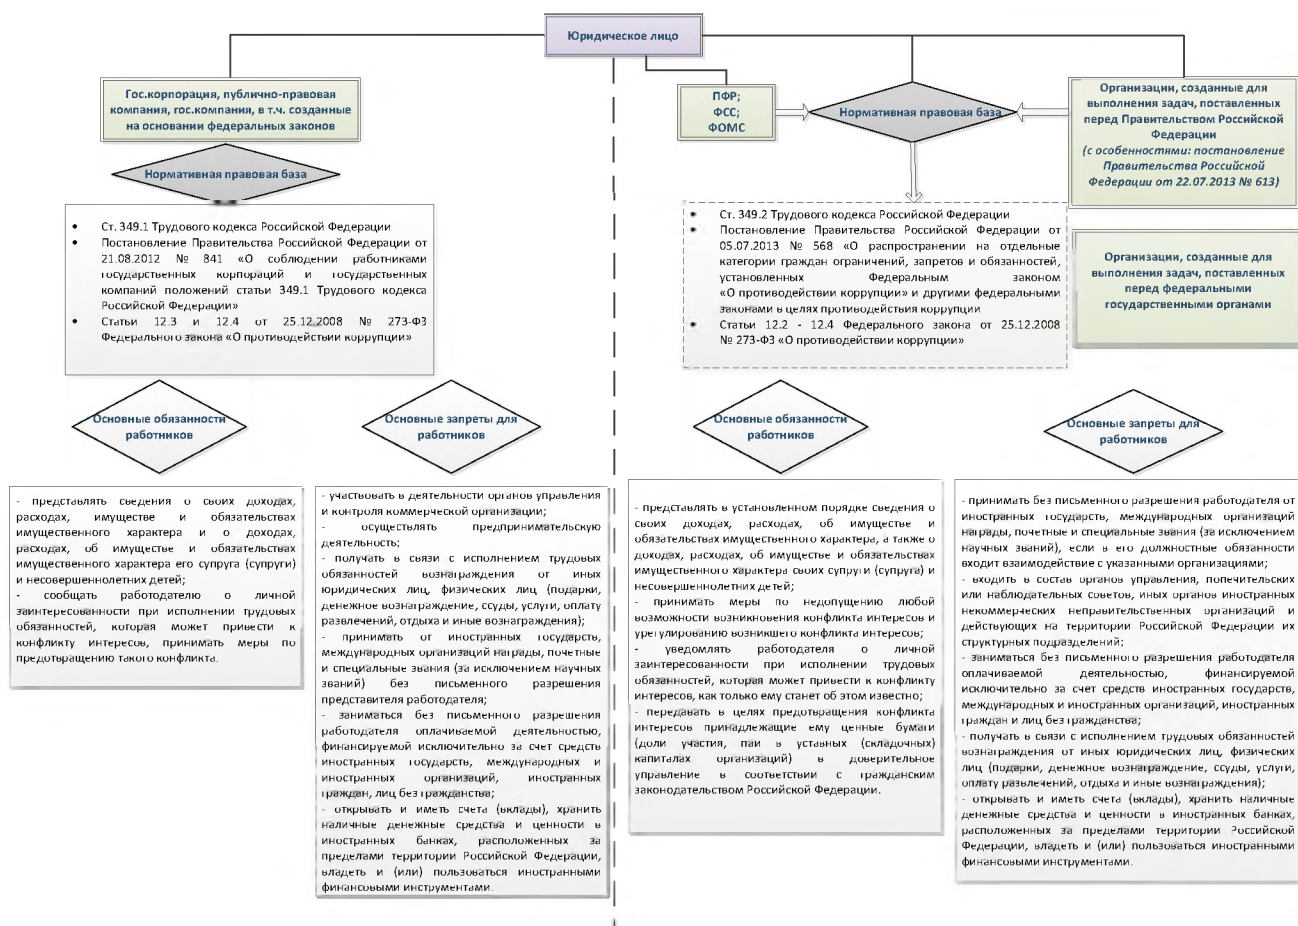 Юридическое лицо
Гос.корпорация, публично-правовая
компания, гос.компания, в т.ч. созданные
на основании федеральных законов
Нормативная правовая база
• Ст. 349.1 Трудового кодекса Российской Федерации
• Постановление Правительства Российской Федерации от
21.08.2012 № 841 «О соблюдении работниками
государственных корпораций и государственных
компаний положений статьи 349.1 Трудового кодекса
Российской Федерации»
• Статьи 12.3 и 12.4 от 25.12.2008 № 273-ФЗ
Федерального закона «О противодействии коррупции»
Основные обязанности
работников
- представлять сведения о своих доходах,
расходах, имуществе и обязательствах
имущественного характера и о доходах,
расходах, об имуществе и обязательствах
имущественного характера его супруга (супруги)
и несовершеннолетних детей;
- сообщать работодателю о личной
заинтересованности при исполнении трудовых
обязанностей, которая может привести к
конфликту интересов, принимать меры по
предотвращению такого конфликта.
Основные запреты для
работников
- участвовать в деятельности органов управления
и контроля коммерческой организации;
- осуществлять предпринимательскую
деятельность;
- получать в связи с исполнением трудовых
обязанностей вознаграждения от иных
юридических лиц, физических лиц (подарки,
денежное вознаграждение, ссуды, услуги, оплату
развлечений, отдыха и иные вознаграждения);
- принимать от иностранных государств,
международных организаций награды, почетные
и специальные звания (за исключением научных
званий) без письменного разрешения
представителя работодателя;
- заниматься без письменного разрешения
работодателя оплачиваемой деятельностью,
финансируемой исключительно за счет средств
иностранных государств, международных и
иностранных организаций, иностранных
граждан, лиц без гражданства;
- открывать и иметь счета (вклады), хранить
наличные денежные средства и ценности в
иностранных банках, расположенных за
пределами территории Российской Федерации,
владеть и (или) пользоваться иностранными
финансовыми инструментами.
ПФР;
ФСС;
ФОМС
Нормативная правовая база
Организации, созданные для
выполнения задач, поставленных
перед Правительством Российской
Федерации
(с особенностями: постановление
Правительства Российской
Федерации от 22.07.2013 № 613)
• Ст. 349.2 Трудового кодекса Российской Федерации
• Постановление Правительства Российской Федерации от
05.07.2013 № 568 «О распространении на отдельные
категории граждан ограничений, запретов и обязанностей,
установленных Федеральным законом
«О противодействии коррупции» и другими федеральными
законами в целях противодействия коррупции
• Статьи 12.2 - 12.4 Федерального закона от 25.12.2008
№ 273-ФЗ «О противодействии коррупции»
Организации, созданные для
выполнения задач, поставленных
перед федеральными
государственными органами
Основные обязанности
работников
- представлять в установленном порядке сведения о
своих доходах, расходах, об имуществе и
обязательствах имущественного характера, а также о
доходах, расходах, об имуществе и обязательствах
имущественного характера своих супруги (супруга) и
несовершеннолетних детей;
- принимать меры по недопущению любой
возможности возникновения конфликта интересов и
урегулированию возникшего конфликта интересов;
- уведомлять работодателя о личной
заинтересованности при исполнении трудовых
обязанностей, которая может привести к конфликту
интересов, как только ему станет об этом известно;
- передавать в целях предотвращения конфликта
интересов принадлежащие ему ценные бумаги
(доли участия, паи в уставных (складочных)
капиталах организаций) в доверительное
управление в соответствии с гражданским
законодательством Российской Федерации.
Основные запреты для
работников
- принимать без письменного разрешения работодателя от
иностранных государств, международных организаций
награды, почетные и специальные звания (за исключением
научных званий), если в его должностные обязанности
входит взаимодействие с указанными организациями;
- входить в состав органов управления, попечительских
или наблюдательных советов, иных органов иностранных
некоммерческих неправительственных организаций и
действующих на территории Российской Федерации их
структурных подразделений;
- заниматься без письменного разрешения работодателя
оплачиваемой деятельностью, финансируемой
исключительно за счет средств иностранных государств,
международных и иностранных организаций, иностранных
граждан и лиц без гражданства;
- получать в связи с исполнением трудовых обязанностей
вознаграждения от иных юридических лиц, физических
лиц (подарки, денежное вознаграждение, ссуды, услуги,
оплату развлечений, отдыха и иные вознаграждения);
- открывать и иметь счета (вклады), хранить наличные
денежные средства и ценности в иностранных банках,
расположенных за пределами территории Российской
Федерации, владеть и (или) пользоваться иностранными
финансовыми инструментами.